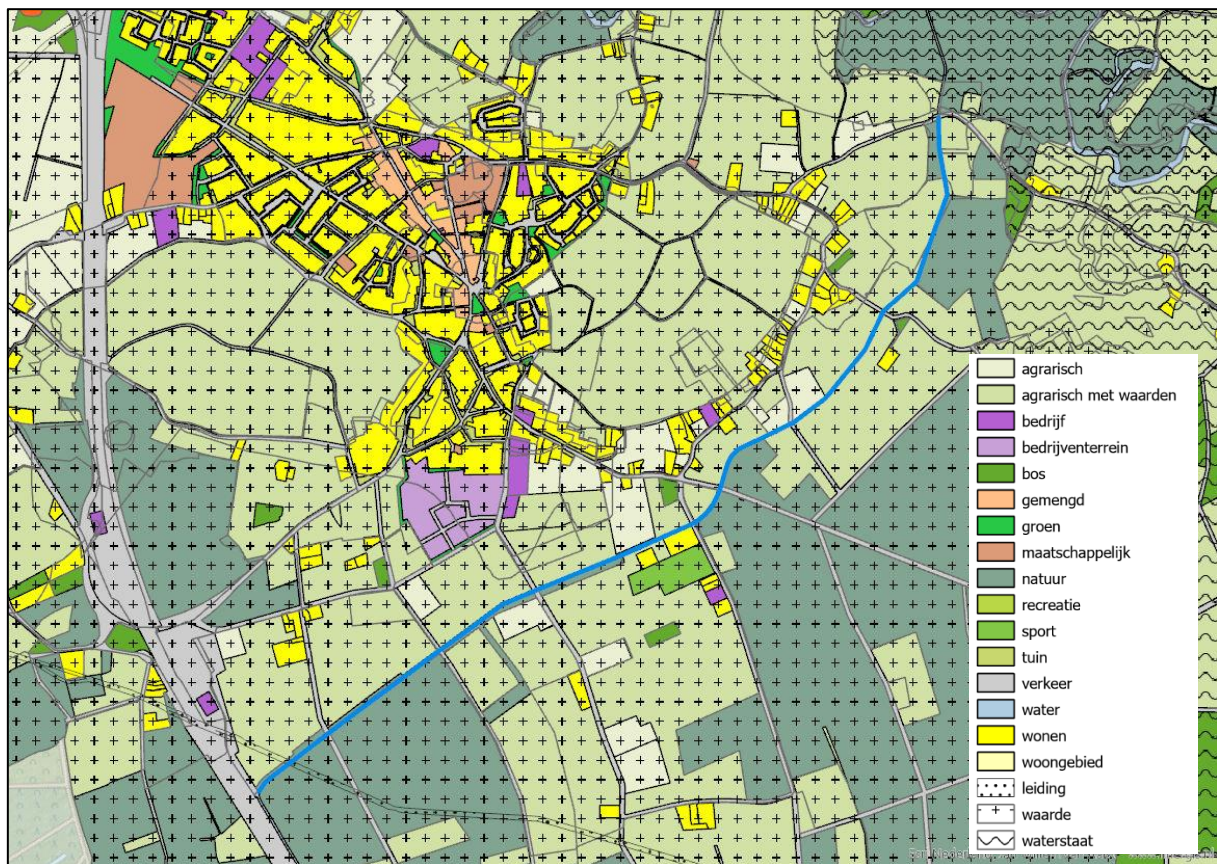 agrarisch
agrarisch met waarden
bedrijf
bedrijventerrein
bos
gemengd
groen
maatschappelijk
natuur
recreatie
sport
tuin
verkeer
water
wonen
woongebied
leiding
waarde
waterstaat